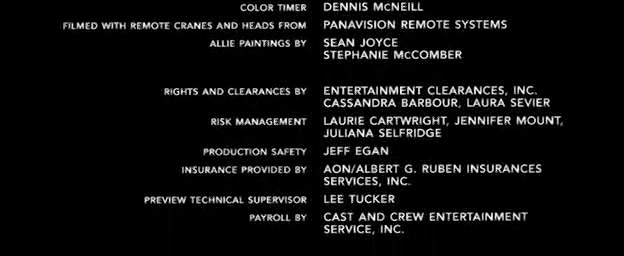 COLOR TIMER DENNIS McNEILL
FILMED WITH REMOTE CRANES AND HEADS FROM PANAVISION REMOTE SYSTEMS
ALLIE PAINTINGS BY SEAN JOYCE
STEPHANIE McCOMBER
RIGHTS AND CLEARANCES BY ENTERTAINMENT CLEARANCES, INC.
CASSANDRA BARBOUR, LAURA SEVIER
RISK MANAGEMENT LAURIE CARTWRIGHT, JENNIFER MOUNT,
JULIANA SELFRIDGE
PRODUCTION SAFETY JEFF EGAN
INSURANCE PROVIDED BY AON/ALBERT G. RUBEN INSURANCES
SERVICES, INC.
PREVIEW TECHNICAL SUPERVISOR LEE TUCKER
PAYROLL BY CAST AND CREW ENTERTAINMENT
SERVICE, INC.